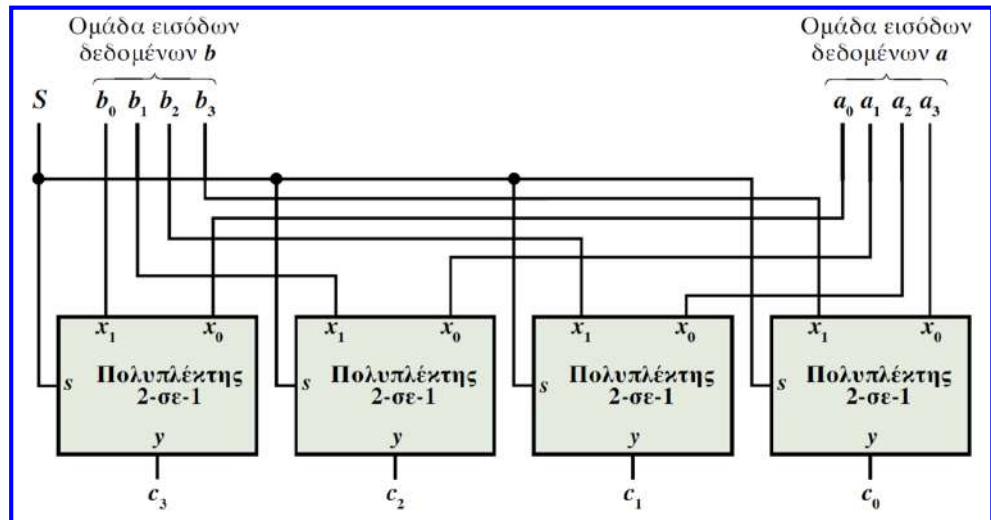 Ομάδα εισόδων
δεδομένων b
Ομάδα εισόδων
δεδομένων a
S b₀ b₁ b₂ b₃ a₀ a₁ a₂ a₃
x₁ x₀ x₁ x₀ x₁ x₀ x₁ x₀
s Πολυπλέκτης s Πολυπλέκτης s Πολυπλέκτης s Πολυπλέκτης
2-σε-1 2-σε-1 2-σε-1 2-σε-1
y y y y
c₃ c₂ c₁ c₀